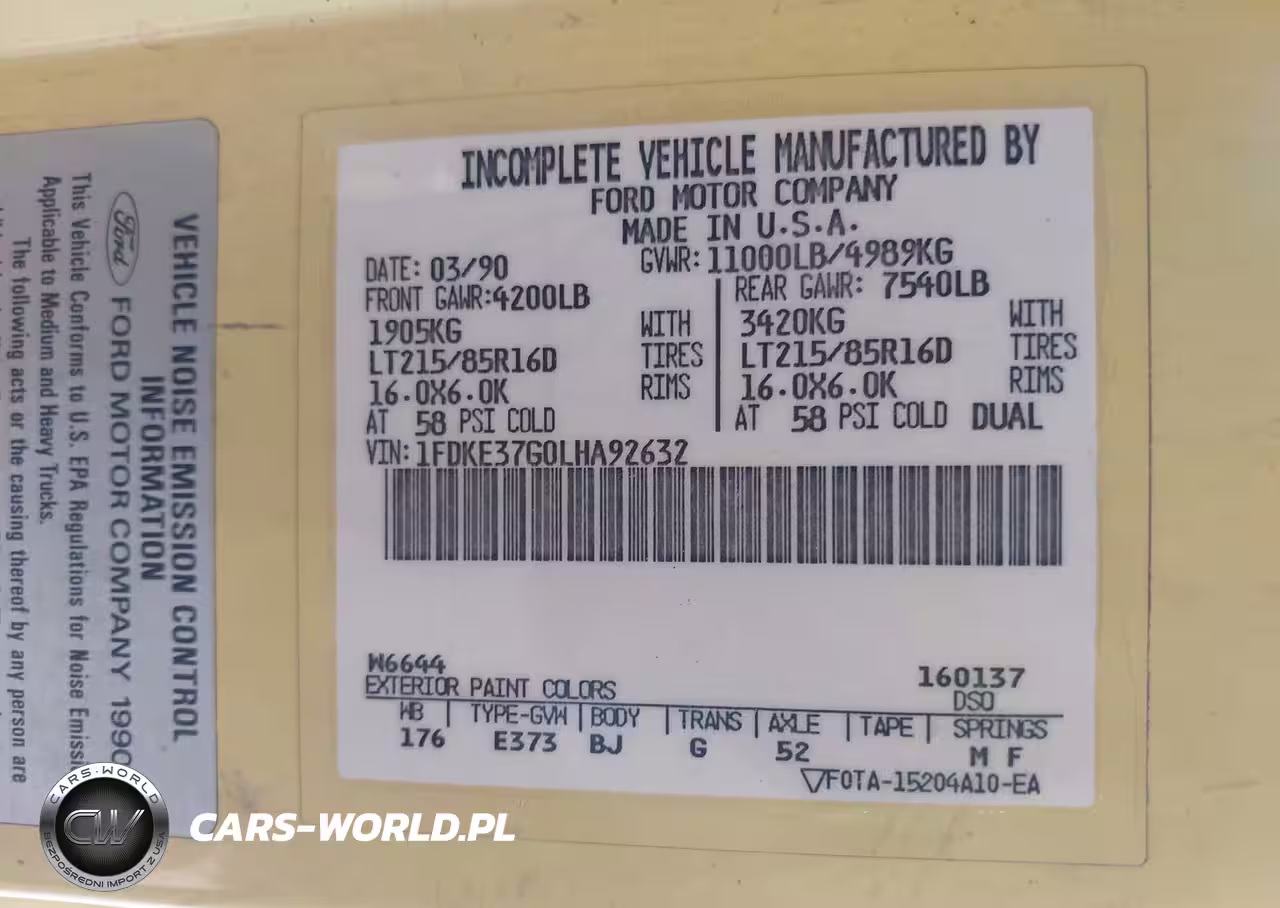 INCOMPLETE VEHICLE MANUFACTURED BY
FORD MOTOR COMPANY
MADE IN U.S.A.
DATE: 03/90
GVWR: 11000LB/4989KG
FRONT GAWR: 4200LB
1905KG WITH
LT215/85R16D TIRES
16.0X6.0K RIMS
AT 58 PSI COLD
REAR GAWR: 7540LB
3420KG WITH
LT215/85R16D TIRES
16.0X6.0K RIMS
AT 58 PSI COLD DUAL
VIN: 1FDKE37G0LHA92632
W6644
EXTERIOR PAINT COLORS
160137
DSO
WB | TYPE-GVW | BODY | TRANS | AXLE | TAPE | SPRINGS
176 E373 BJ G 52 M F
F0TA-15204A10-EA
VEHICLE NOISE EMISSION CONTROL
INFORMATION
Ford FORD MOTOR COMPANY 1990
This Vehicle Conforms to U.S. EPA Regulations for Noise Emissi
Applicable to Medium and Heavy Trucks.
The following acts or the causing thereof by any person are
CARS-WORLD
CW
BEZPOŚREDNI IMPORT Z USA
CARS-WORLD.PL